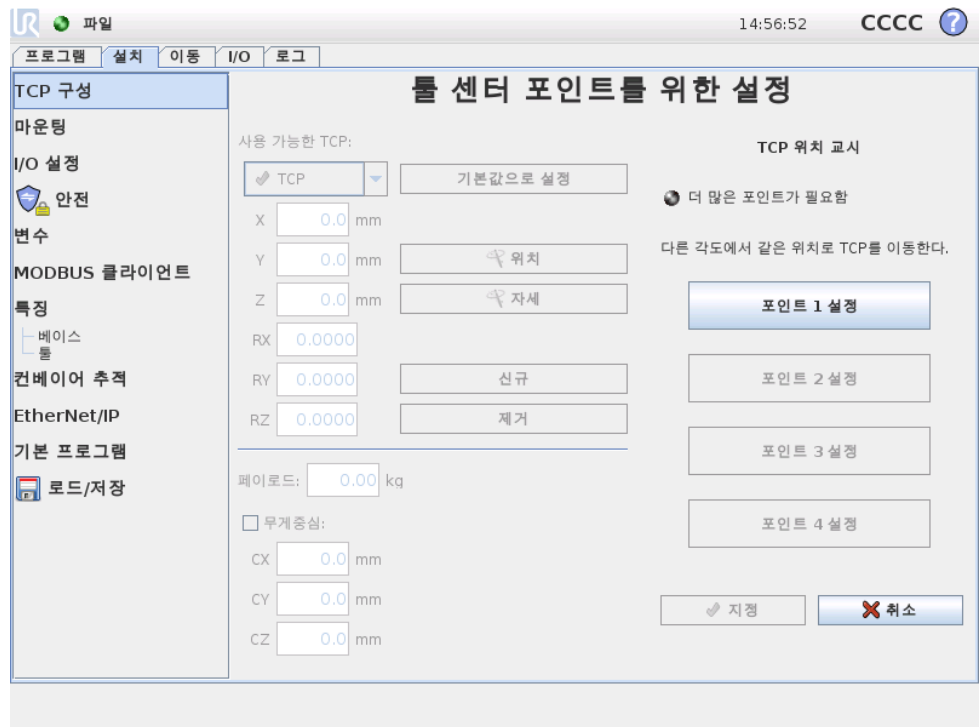 UR 파일 14:56:52 CCCC ?
프로그램 설치 이동 I/O 로그
TCP 구성
마운팅
I/O 설정
안전
변수
MODBUS 클라이언트
특징
베이스
툴
컨베이어 추적
EtherNet/IP
기본 프로그램
로드/저장
툴 센터 포인트를 위한 설정
사용 가능한 TCP:
TCP 기본값으로 설정
X 0.0 mm
Y 0.0 mm 위치
Z 0.0 mm 자세
RX 0.0000
RY 0.0000 신규
RZ 0.0000 제거
페이로드: 0.00 kg
무게중심:
CX 0.0 mm
CY 0.0 mm
CZ 0.0 mm
TCP 위치 교시
더 많은 포인트가 필요함
다른 각도에서 같은 위치로 TCP를 이동한다.
포인트 1 설정
포인트 2 설정
포인트 3 설정
포인트 4 설정
지정 취소